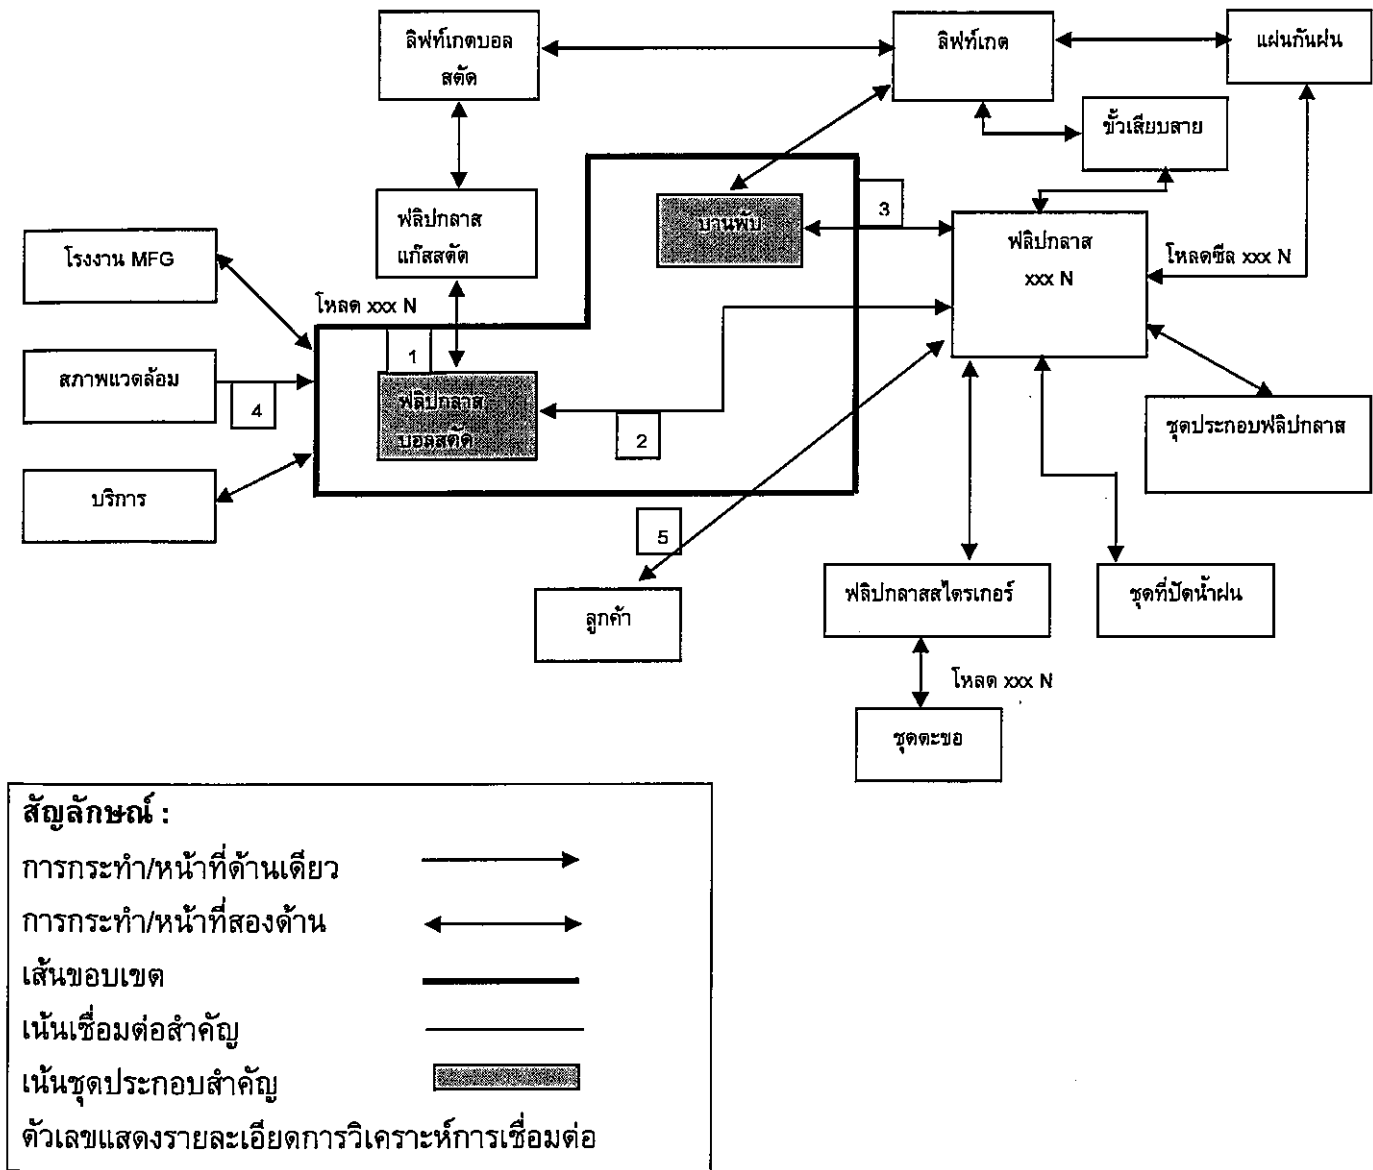 ลิฟท์เกตบอล
สตัด
ลิฟท์เกต
แผ่นกันฝน
ขั้วเสียบสาย
ฟลิปกลาส
แก๊สสตัด
บานพับ
3
ฟลิปกลาส
xxx N
โหลดซีล xxx N
โรงงาน MFG
โหลด xxx N
1
สภาพแวดล้อม
4
ฟลิปกลาส
บอลสตัด
2
ชุดประกอบฟลิปกลาส
บริการ
5
ลูกค้า
ฟลิปกลาสสไตรเกอร์
ชุดที่ปัดน้ำฝน
โหลด xxx N
ชุดตะขอ
สัญลักษณ์ :
การกระทำ/หน้าที่ด้านเดียว
การกระทำ/หน้าที่สองด้าน
เส้นขอบเขต
เน้นเชื่อมต่อสำคัญ
เน้นชุดประกอบสำคัญ
ตัวเลขแสดงรายละเอียดการวิเคราะห์การเชื่อมต่อ